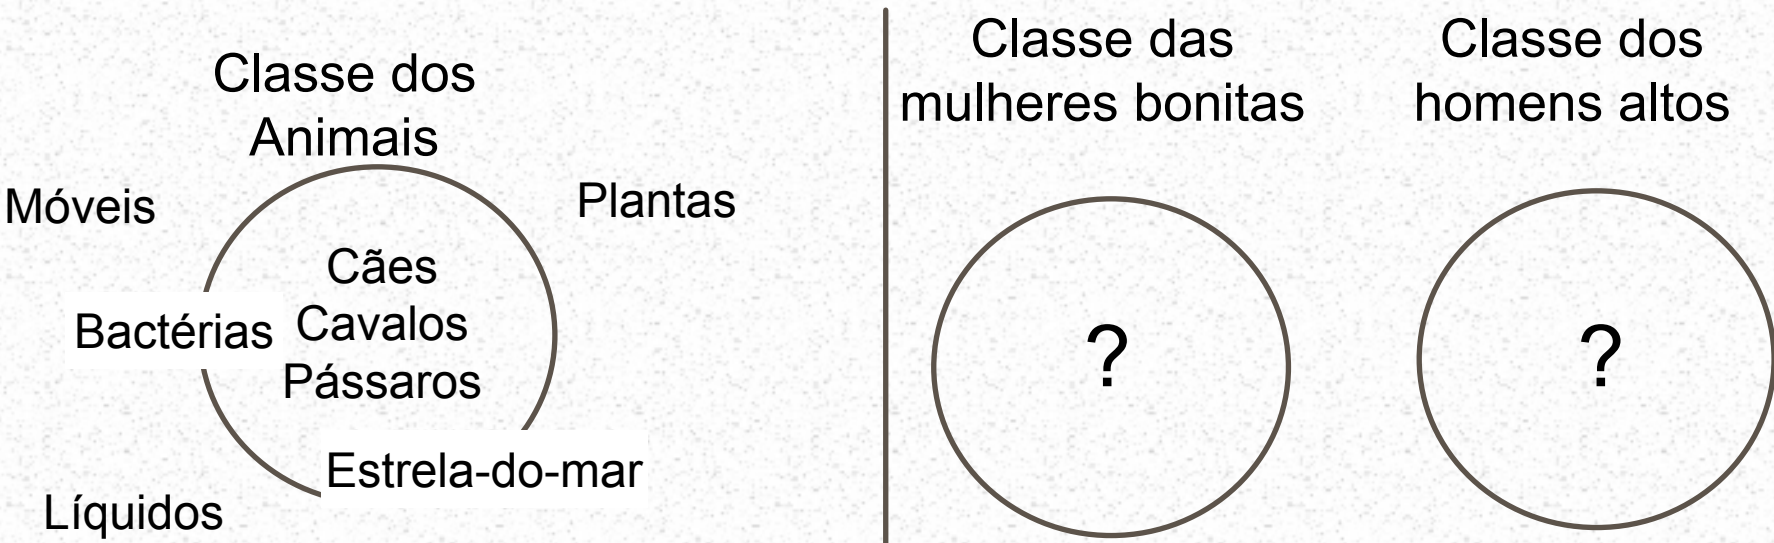 Classe dos
Animais
Móveis
Plantas
Cães
Bactérias
Cavalos
Pássaros
Estrela-do-mar
Líquidos
Classe das
mulheres bonitas
?
Classe dos
homens altos
?